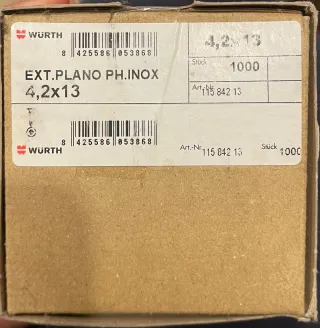 WÜRTH
8 425586 053868
4,2x13
EXT.PLANO PH.INOX
4,2x13
Stück 1000
Art.-Nr. 115 842 13
WÜRTH
8 425586 053868
Art.-Nr. 115 842 13 Stück 1000